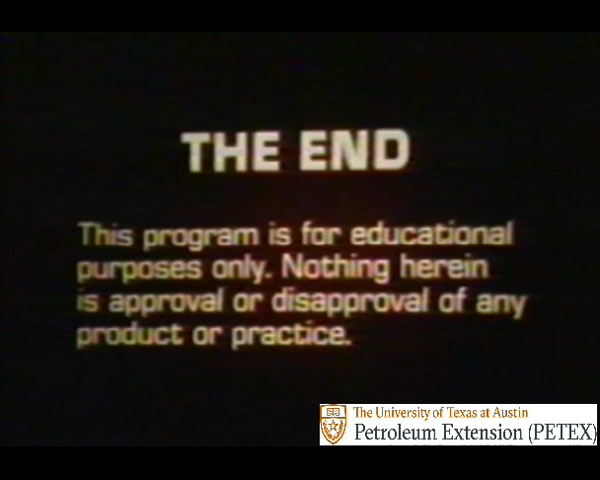 THE END
This program is for educational
purposes only. Nothing herein
is approval or disapproval of any
product or practice.
The University of Texas at Austin
Petroleum Extension (PETEX)